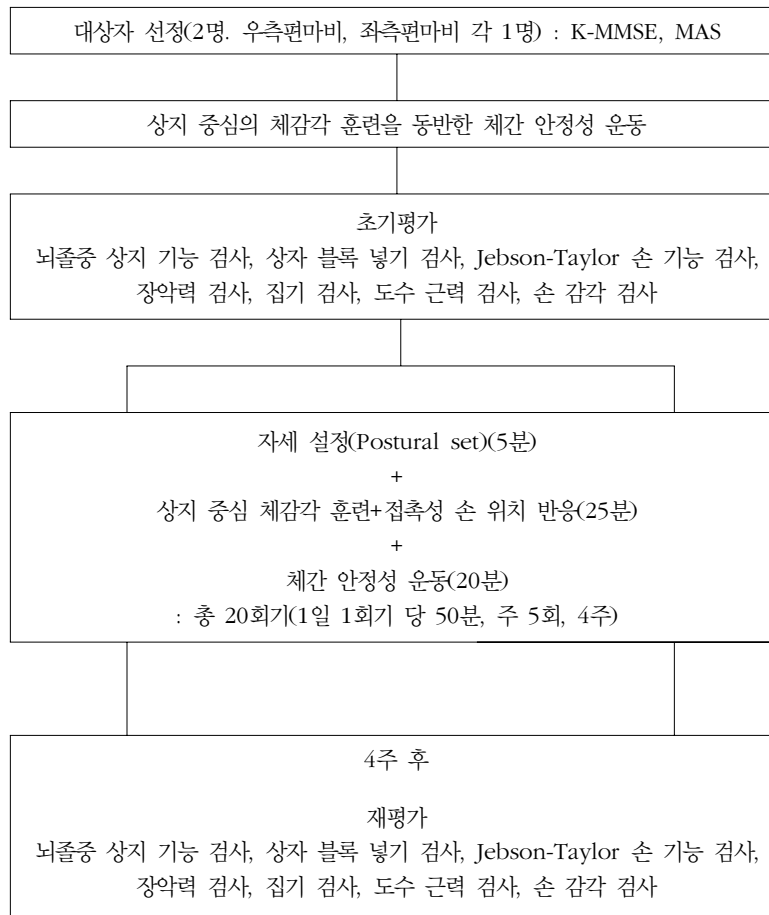 대상자 선정(2명. 우측편마비, 좌측편마비 각 1명) : K-MMSE, MAS
상지 중심의 체감각 훈련을 동반한 체간 안정성 운동
초기평가
뇌졸중 상지 기능 검사, 상자 블록 넣기 검사, Jebson-Taylor 손 기능 검사,
장악력 검사, 집기 검사, 도수 근력 검사, 손 감각 검사
자세 설정(Postural set)(5분)
+
상지 중심 체감각 훈련+접촉성 손 위치 반응(25분)
+
체간 안정성 운동(20분)
: 총 20회기(1일 1회기 당 50분, 주 5회, 4주)
4주 후
재평가
뇌졸중 상지 기능 검사, 상자 블록 넣기 검사, Jebson-Taylor 손 기능 검사,
장악력 검사, 집기 검사, 도수 근력 검사, 손 감각 검사